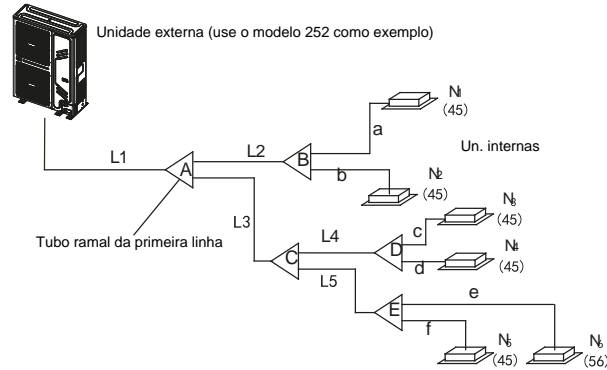 Unidade externa (use o modelo 252 como exemplo)
N1
(45)
a
L1
L2
B
Un. internas
A
b
N2
(45)
N3
(45)
c
L3
Tubo ramal da primeira linha
L4
D
N4
(45)
d
C
L5
e
E
f
N5
(45)
N6
(56)